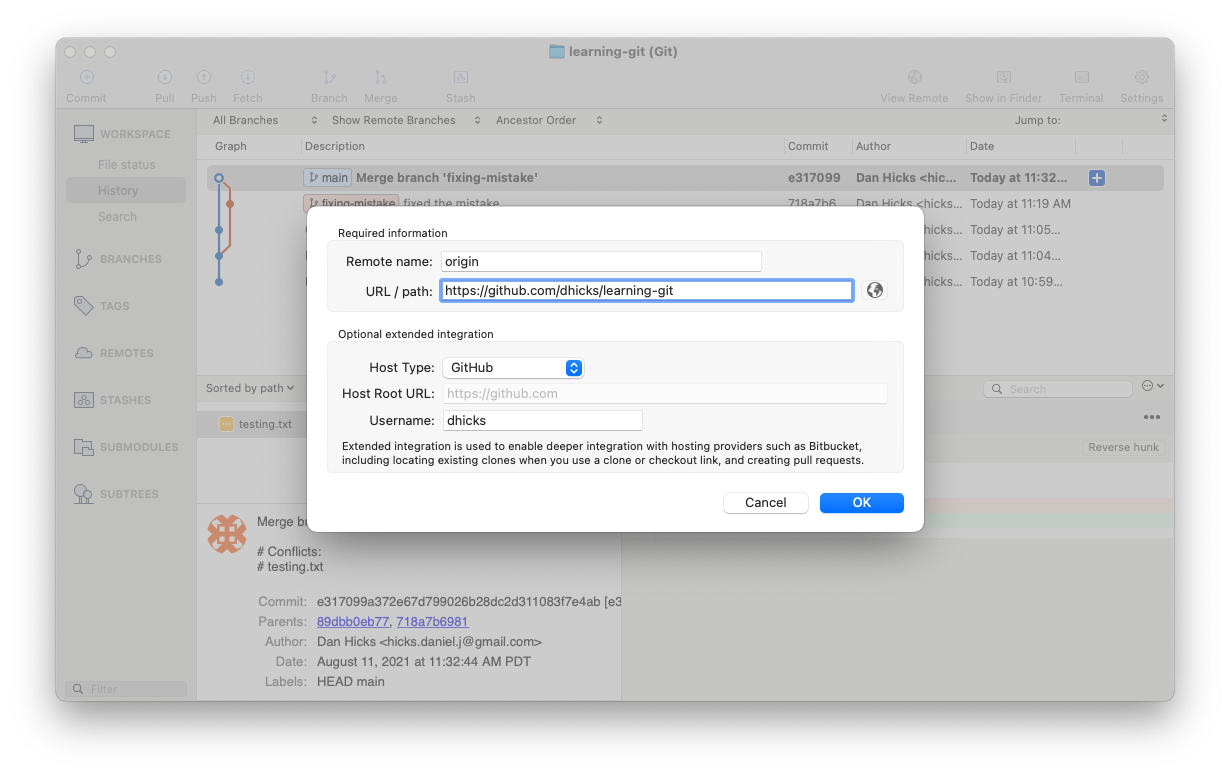 learning-git (Git)
Commit Pull Push Fetch Branch Merge Stash View Remote Show in Finder Terminal Settings
WORKSPACE
File status
History
Search
BRANCHES
TAGS
REMOTES
STASHES
SUBMODULES
SUBTREES
Filter
All Branches Show Remote Branches Ancestor Order Jump to:
Graph Description Commit Author Date
main Merge branch 'fixing-mistake' e317099 Dan Hicks <hic... Today at 11:32...
fixing-mistake fixed the mistake 718a7b6 Dan Hicks <hicks... Today at 11:19 AM
hicks... Today at 11:05...
hicks... Today at 11:04...
hicks... Today at 10:59...
Required information
Remote name: origin
URL / path: https://github.com/dhicks/learning-git
Optional extended integration
Host Type: GitHub
Host Root URL: https://github.com
Username: dhicks
Extended integration is used to enable deeper integration with hosting providers such as Bitbucket,
including locating existing clones when you use a clone or checkout link, and creating pull requests.
Cancel OK
Sorted by path Search
testing.txt
Reverse hunk
Merge br
# Conflicts:
# testing.txt
Commit: e317099a372e67d799026b28dc2d311083f7e4ab [e3
Parents: 89dbb0eb77, 718a7b6981
Author: Dan Hicks <hicks.daniel.j@gmail.com>
Date: August 11, 2021 at 11:32:44 AM PDT
Labels: HEAD main